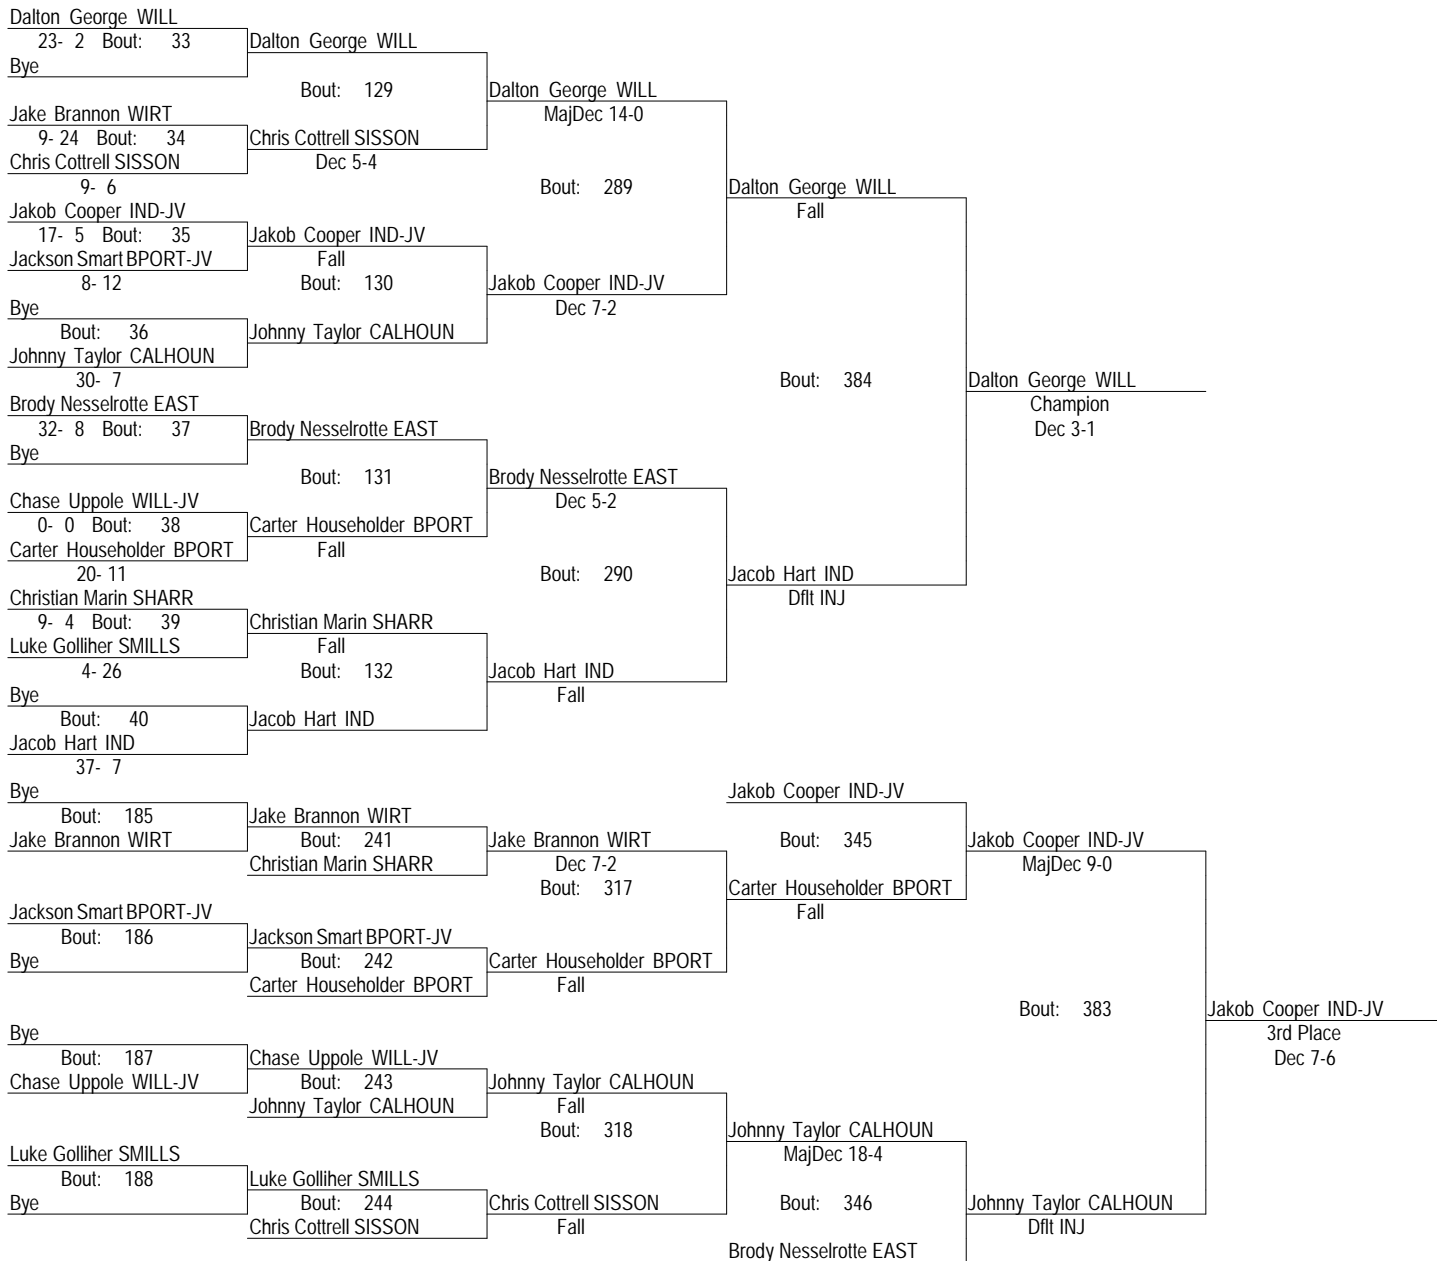 Dalton George WILL
23- 2 Bout: 33 Dalton George WILL
Bye
Bout: 129 Dalton George WILL
Jake Brannon WIRT MajDec 14-0
9- 24 Bout: 34 Chris Cottrell SISSON
Chris Cottrell SISSON Dec 5-4
9- 6 Bout: 289 Dalton George WILL
Jakob Cooper IND-JV Fall
17- 5 Bout: 35 Jakob Cooper IND-JV
Jackson Smart BPORT-JV Fall
8- 12 Bout: 130 Jakob Cooper IND-JV
Bye Dec 7-2
Bout: 36 Johnny Taylor CALHOUN
Johnny Taylor CALHOUN
30- 7 Bout: 384 Dalton George WILL
Brody Nesselrotte EAST Champion
32- 8 Bout: 37 Brody Nesselrotte EAST Dec 3-1
Bye
Bout: 131 Brody Nesselrotte EAST
Chase Uppole WILL-JV Dec 5-2
0- 0 Bout: 38 Carter Householder BPORT
Carter Householder BPORT Fall
20- 11 Bout: 290 Jacob Hart IND
Christian Marin SHARR Dflt INJ
9- 4 Bout: 39 Christian Marin SHARR
Luke Golliher SMILLS Fall
4- 26 Bout: 132 Jacob Hart IND
Bye Fall
Bout: 40 Jacob Hart IND
Jacob Hart IND
37- 7
Bye Jakob Cooper IND-JV
Bout: 185 Jake Brannon WIRT
Jake Brannon WIRT Bout: 241 Jake Brannon WIRT Bout: 345 Jakob Cooper IND-JV
Christian Marin SHARR Dec 7-2 MajDec 9-0
Bout: 317 Carter Householder BPORT
Jackson Smart BPORT-JV Fall
Bout: 186 Jackson Smart BPORT-JV
Bye Bout: 242 Carter Householder BPORT
Carter Householder BPORT Fall
Bout: 383 Jakob Cooper IND-JV
Bye 3rd Place
Bout: 187 Chase Uppole WILL-JV Dec 7-6
Chase Uppole WILL-JV Bout: 243 Johnny Taylor CALHOUN
Johnny Taylor CALHOUN Fall
Bout: 318 Johnny Taylor CALHOUN
Luke Golliher SMILLS MajDec 18-4
Bout: 188 Luke Golliher SMILLS
Bye Bout: 244 Chris Cottrell SISSON Bout: 346 Johnny Taylor CALHOUN
Chris Cottrell SISSON Fall Dflt INJ
Brody Nesselrotte EAST